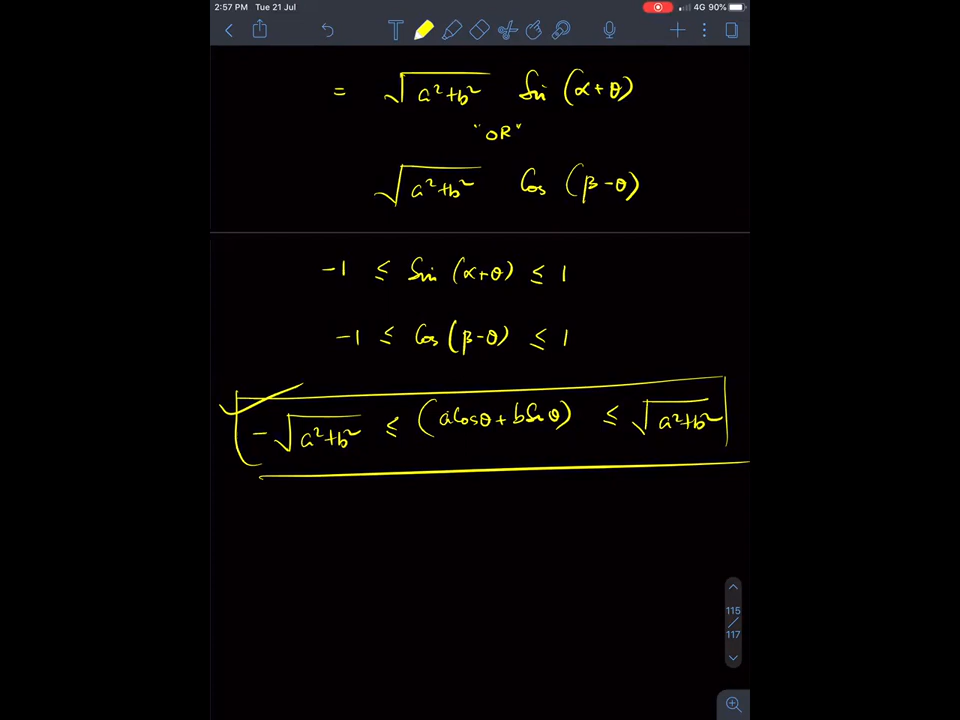 2:57 PM Tue 21 Jul 4G 90%
= √a²+b² Sin (α+θ)
"OR"
√a²+b² Cos (β-θ)
-1 ≤ Sin (α+θ) ≤ 1
-1 ≤ Cos (β-θ) ≤ 1
-√a²+b² ≤ (aCosθ+bSinθ) ≤ √a²+b²
115
/
117